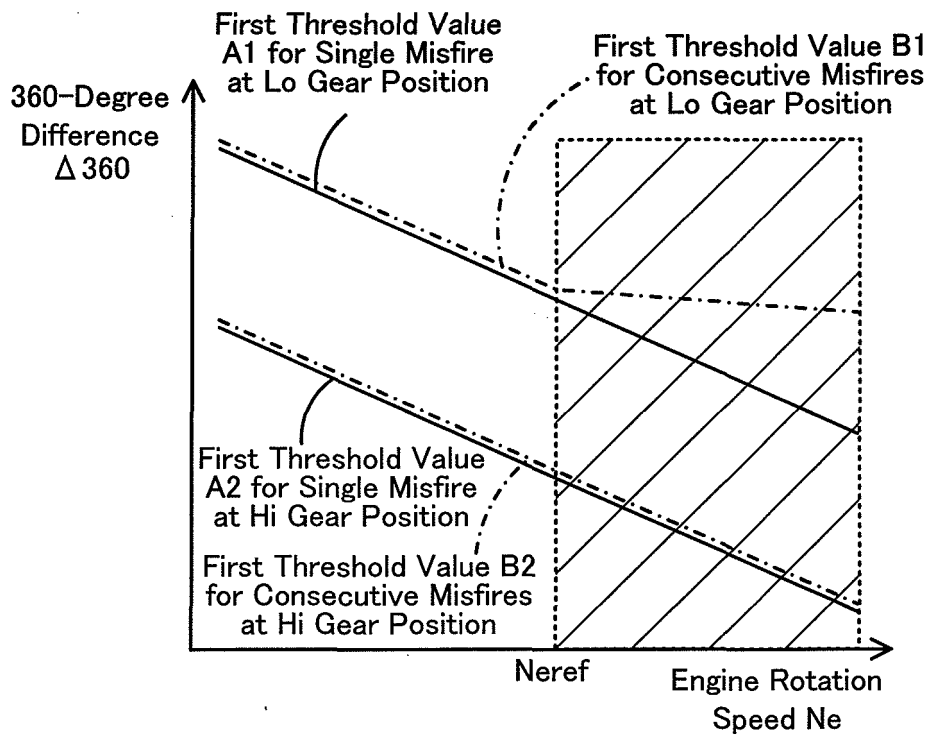 First Threshold Value
A1 for Single Misfire
at Lo Gear Position
First Threshold Value B1
for Consecutive Misfires
at Lo Gear Position
360-Degree
Difference
Δ 360
First Threshold Value
A2 for Single Misfire
at Hi Gear Position
First Threshold Value B2
for Consecutive Misfires
at Hi Gear Position
Neref
Engine Rotation
Speed Ne